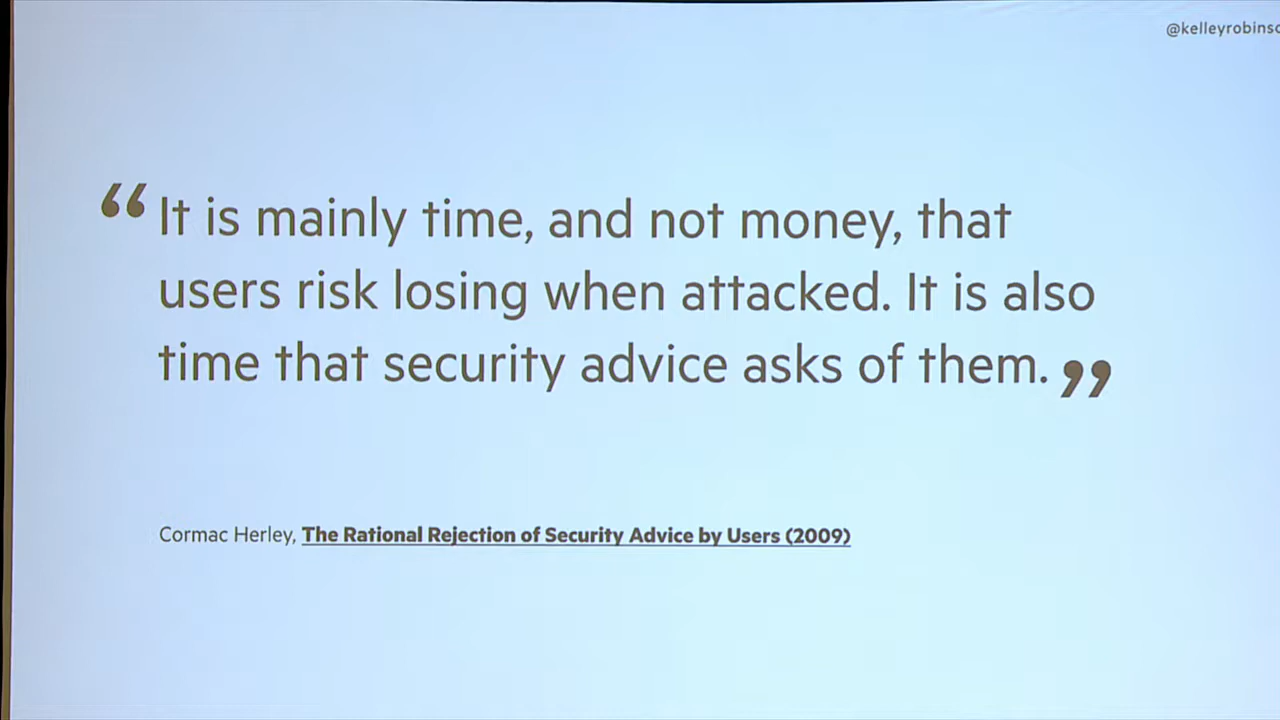 @kelleyrobinso
“It is mainly time, and not money, that
users risk losing when attacked. It is also
time that security advice asks of them.”
Cormac Herley, The Rational Rejection of Security Advice by Users (2009)